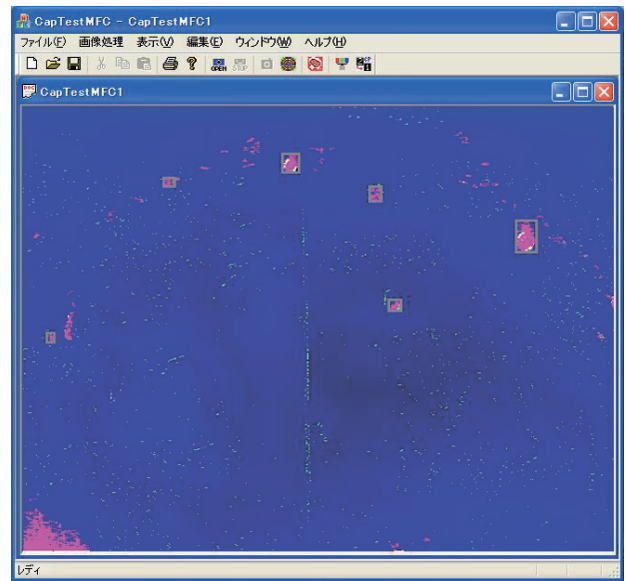 CapTestMFC - CapTestMFC1
ファイル(F) 画像処理 表示(V) 編集(E) ウィンドウ(W) ヘルプ(H)
OPEN
CapTestMFC1
レディ